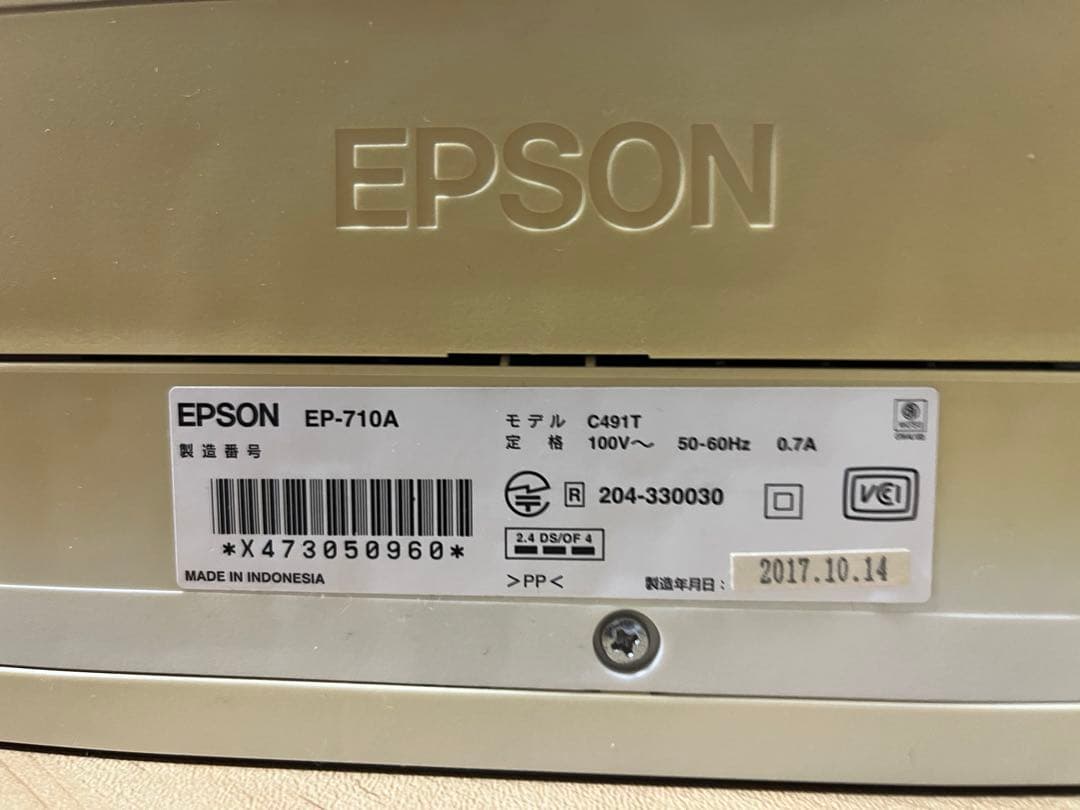 EPSON
EPSON EP-710A
モデル C491T
定格 100V～ 50-60Hz 0.7A
製造番号
R 204-330030
VCCI
2.4 DS/OF 4
*X473050960*
MADE IN INDONESIA
>PP<
製造年月日： 2017.10.14